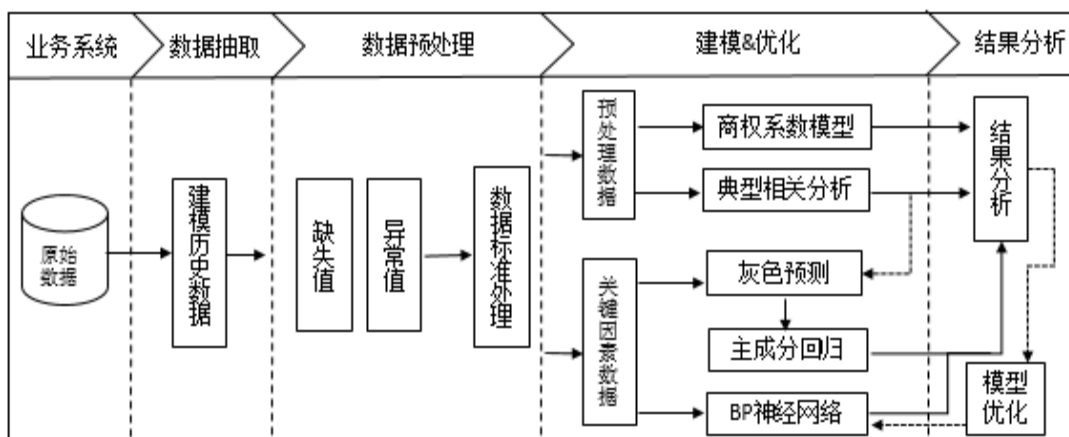 业务系统
数据抽取
数据预处理
建模&优化
结果分析
原始
数据
建模历史数据
缺失值
异常值
数据标准处理
预处理数据
商权系数模型
典型相关分析
关键因素数据
灰色预测
主成分回归
BP神经网络
结果分析
模型
优化